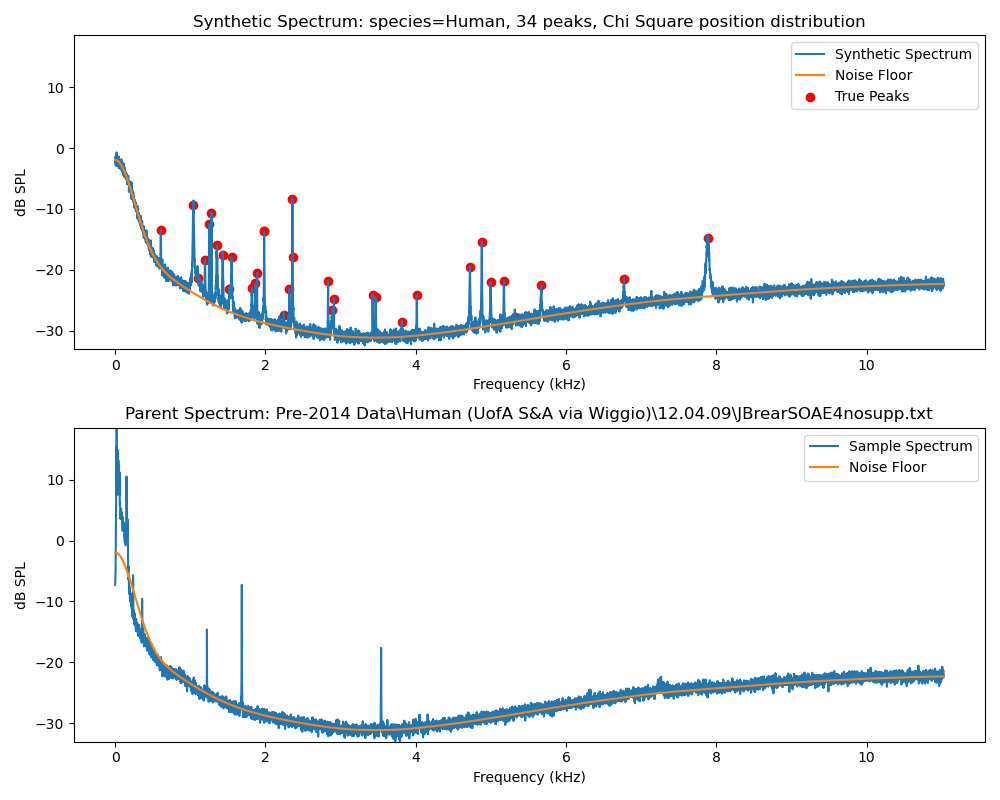 Synthetic Spectrum: species=Human, 34 peaks, Chi Square position distribution
10
0
−10
−20
−30
dB SPL
Synthetic Spectrum
Noise Floor
True Peaks
0 2 4 6 8 10
Frequency (kHz)
Parent Spectrum: Pre-2014 Data\Human (UofA S&A via Wiggio)\12.04.09\JBrearSOAE4nosupp.txt
10
0
−10
−20
−30
dB SPL
Sample Spectrum
Noise Floor
0 2 4 6 8 10
Frequency (kHz)